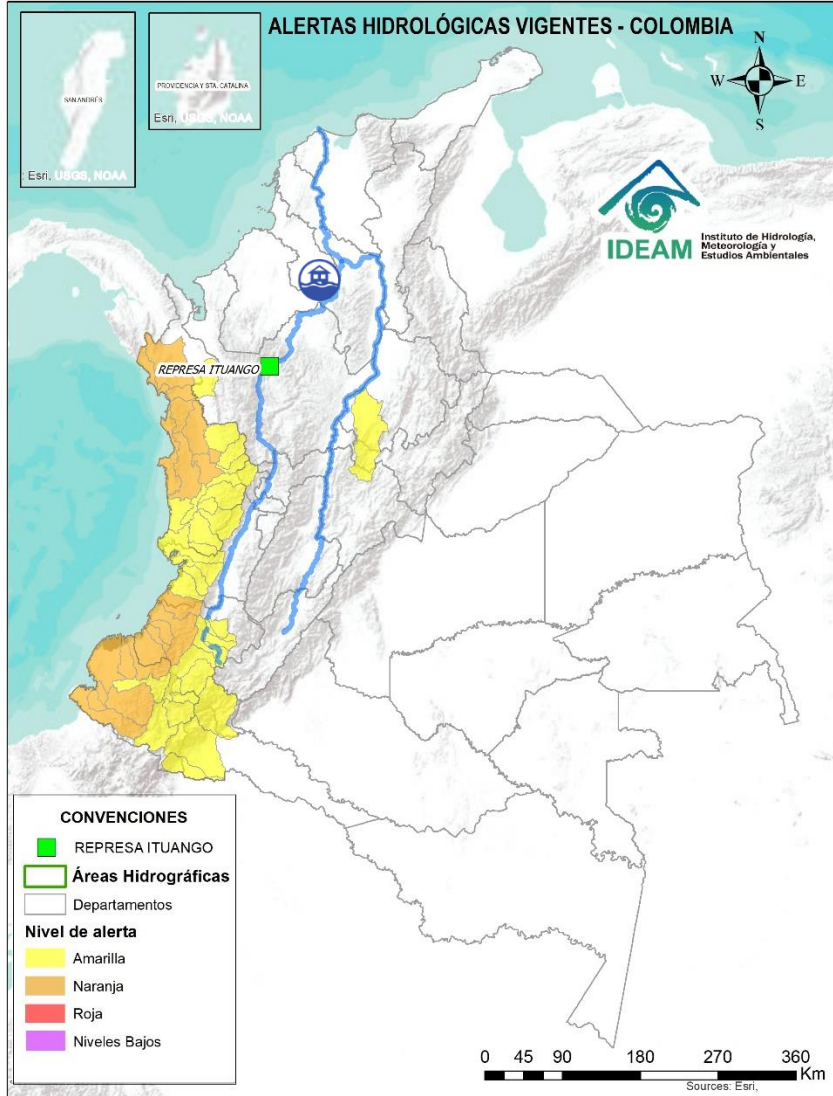 ALERTAS HIDROLÓGICAS VIGENTES - COLOMBIA
SAN ANDRÉS
Esri, USGS, NOAA
PROVIDENCIA Y STA. CATALINA
Esri, USGS, NOAA
N
W
E
S
IDEAM
Instituto de Hidrología,
Meteorología y
Estudios Ambientales
REPRESA ITUANGO
CONVENCIONES
REPRESA ITUANGO
Áreas Hidrográficas
Departamentos
Nivel de alerta
Amarilla
Naranja
Roja
Niveles Bajos
0 45 90 180 270 360
Km
Sources: Esri,